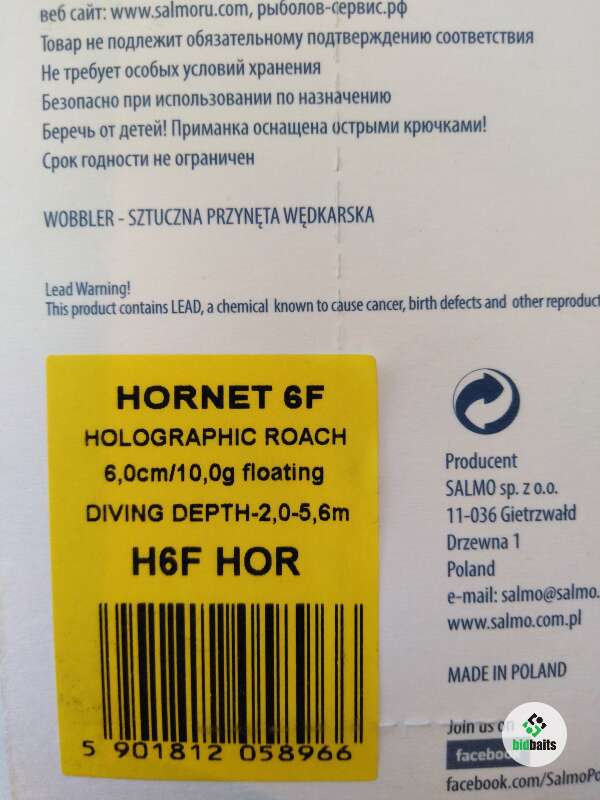 веб сайт: www.salmoru.com, рыболов-сервис.рф
Товар не подлежит обязательному подтверждению соответствия
Не требует особых условий хранения
Безопасно при использовании по назначению
Беречь от детей! Приманка оснащена острыми крючками!
Срок годности не ограничен
WOBBLER - SZTUCZNA PRZYNĘTA WĘDKARSKA
Lead Warning!
This product contains LEAD, a chemical known to cause cancer, birth defects and other reproduct
HORNET 6F
HOLOGRAPHIC ROACH
6,0cm/10,0g floating
DIVING DEPTH-2,0-5,6m
H6F HOR
5 901812 058966
Producent
SALMO sp. z o.o.
11-036 Gietrzwałd
Drzewna 1
Poland
e-mail: salmo@salmo.
www.salmo.com.pl
MADE IN POLAND
Join us on
facebook
facebook.com/SalmoPo
bidbaits